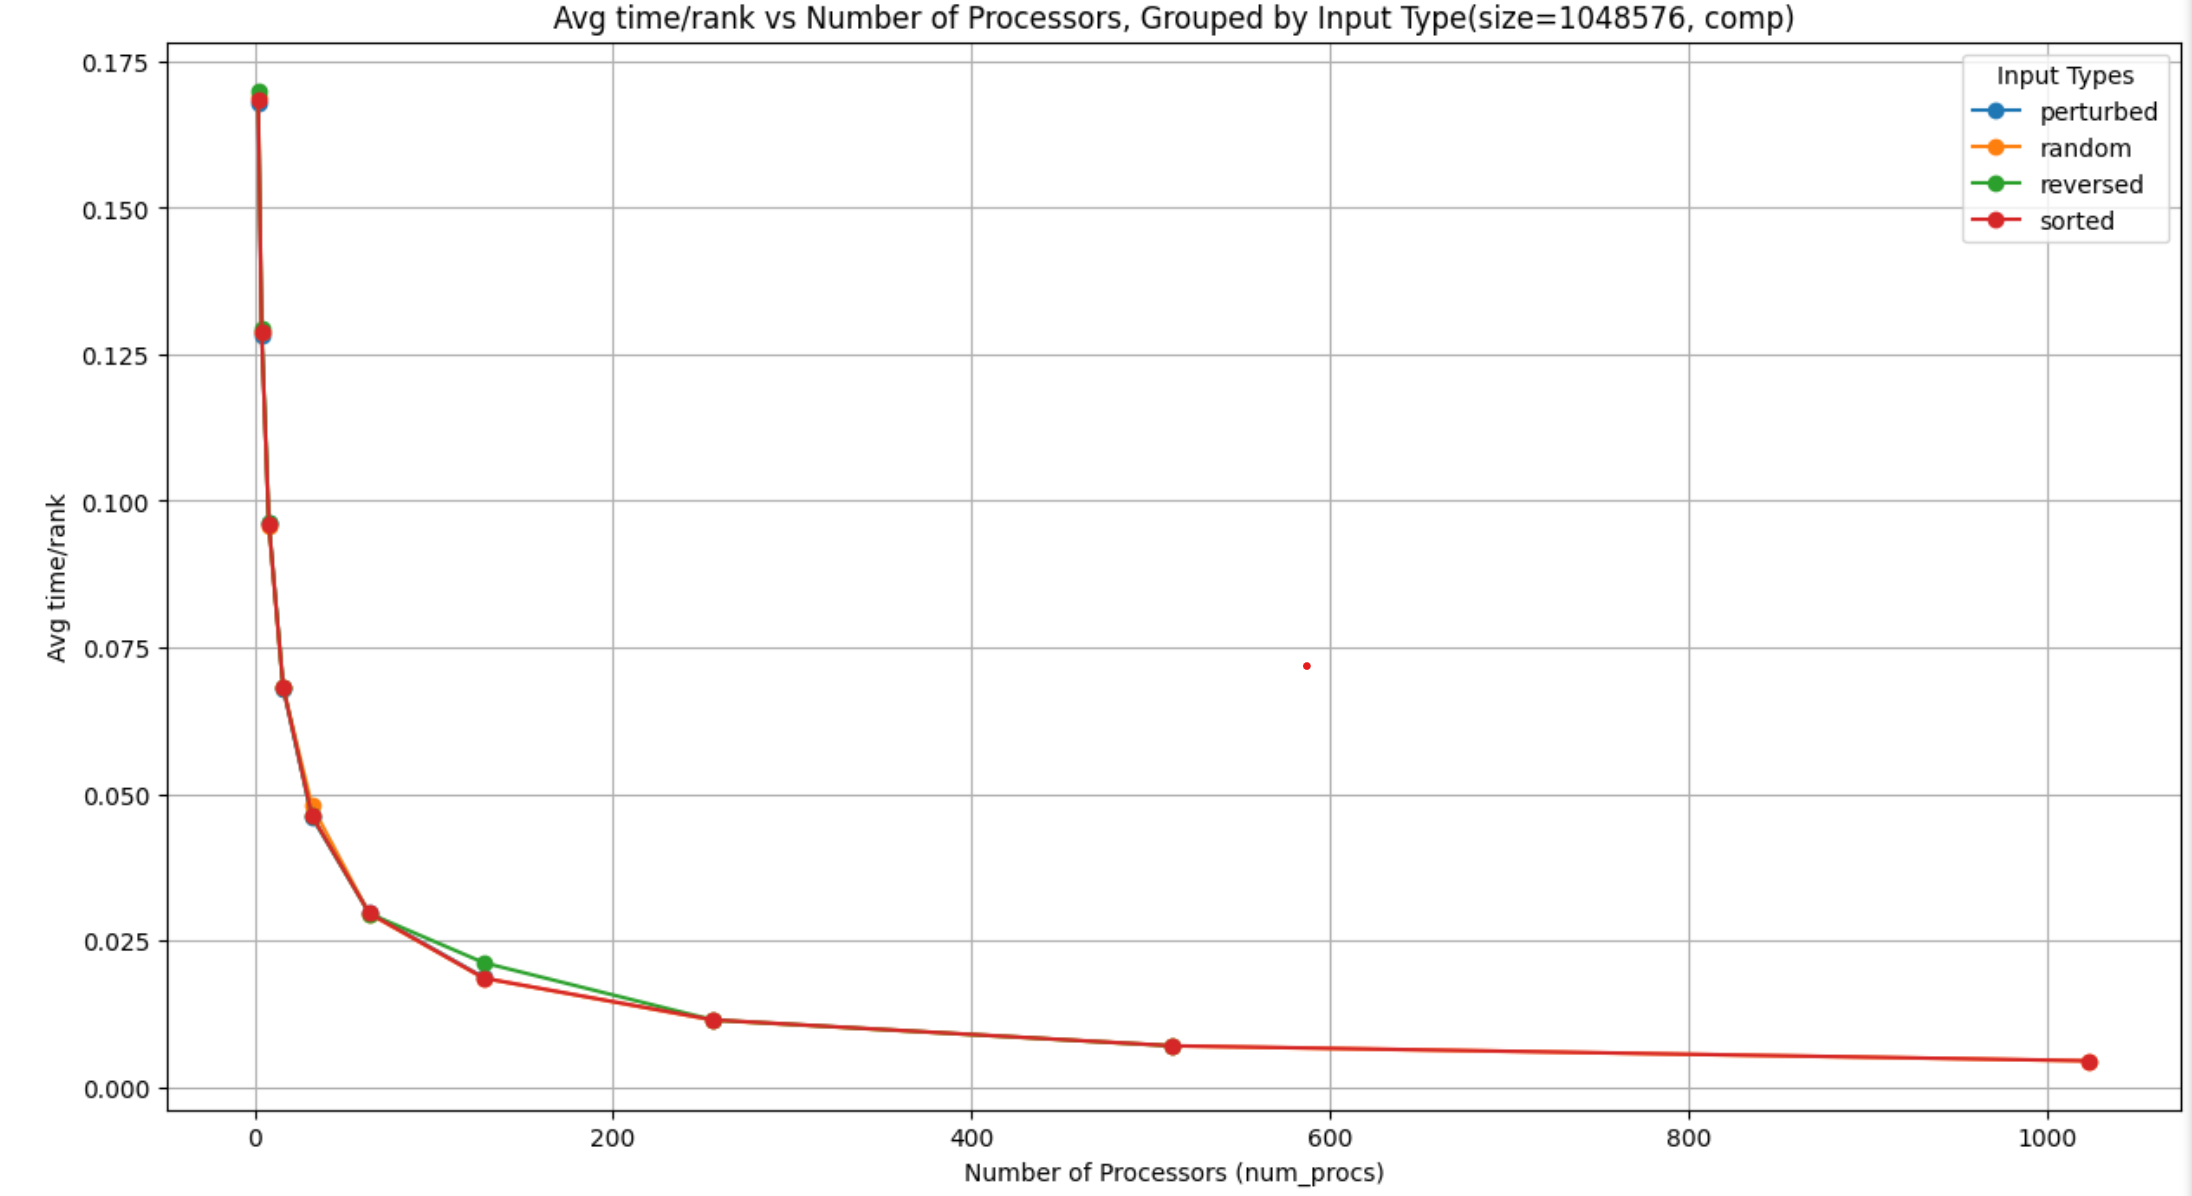 Avg time/rank vs Number of Processors, Grouped by Input Type(size=1048576, comp)
Input Types
perturbed
random
reversed
sorted
Avg time/rank
0.175
0.150
0.125
0.100
0.075
0.050
0.025
0.000
0 200 400 600 800 1000
Number of Processors (num_procs)